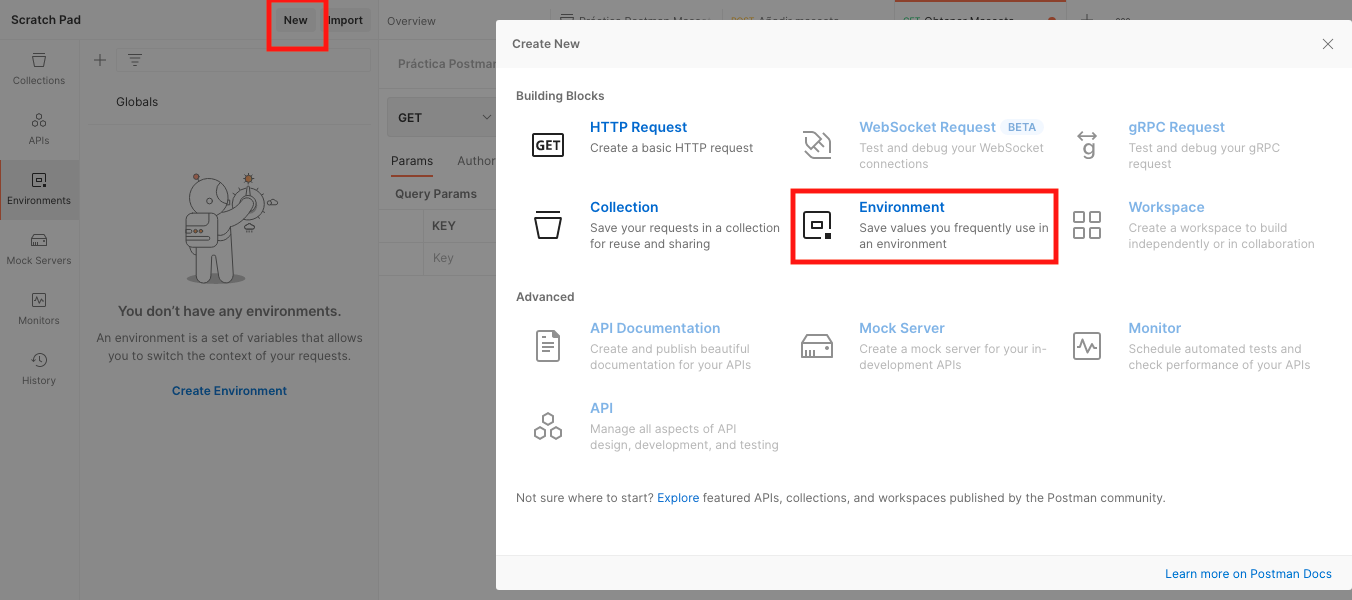 Scratch Pad
New
Import
Overview
Práctica Postman
GET Obtener Mascota
Collections
APIs
Environments
Mock Servers
Monitors
History
Globals
You don’t have any environments.
An environment is a set of variables that allows
you to switch the context of your requests.
Create Environment
Práctica Postman
GET
Params
Author
Query Params
KEY
Key
Create New
Building Blocks
GET
HTTP Request
Create a basic HTTP request
WebSocket Request BETA
Test and debug your WebSocket
connections
g
gRPC Request
Test and debug your gRPC
request
Collection
Save your requests in a collection
for reuse and sharing
Environment
Save values you frequently use in
an environment
Workspace
Create a workspace to build
independently or in collaboration
Advanced
API Documentation
Create and publish beautiful
documentation for your APIs
Mock Server
Create a mock server for your in-
development APIs
Monitor
Schedule automated tests and
check performance of your APIs
API
Manage all aspects of API
design, development, and testing
Not sure where to start? Explore featured APIs, collections, and workspaces published by the Postman community.
Learn more on Postman Docs